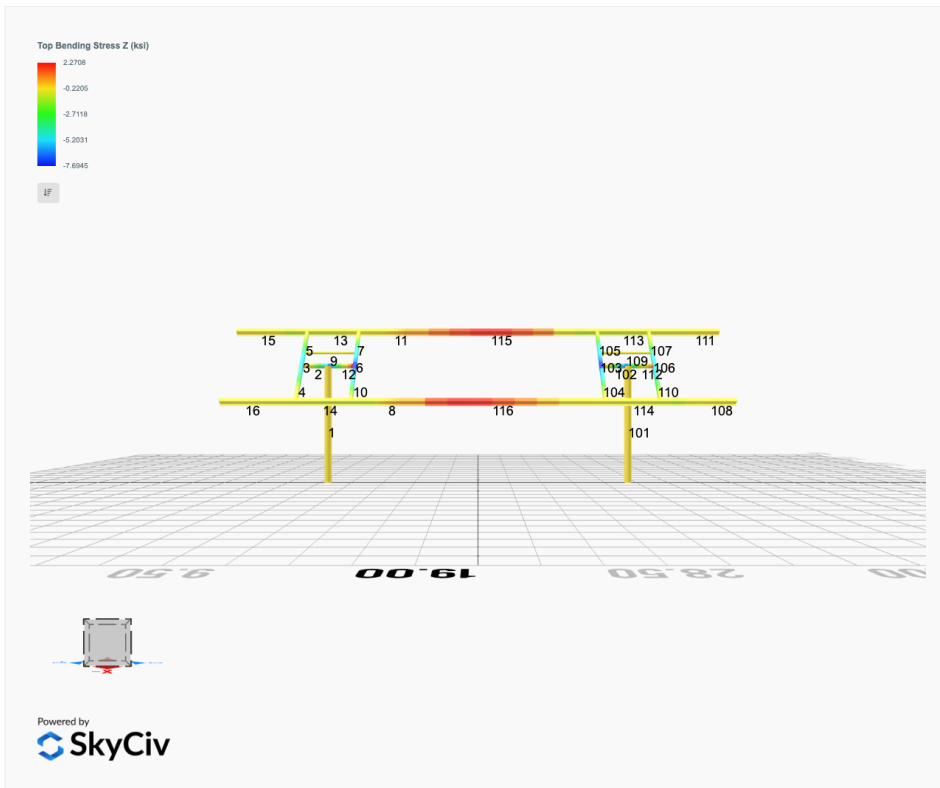 Top Bending Stress Z (ksi)
2.2708
-0.2205
-2.7118
-5.2031
-7.6945
15 13 11 115 113 111
5 7 105 107
9 109
3 6 103 106
2 12 102 112
4 10 104 110
16 14 8 116 114 108
1 101
9.50 19.00 28.50
X
Powered by
SkyCiv